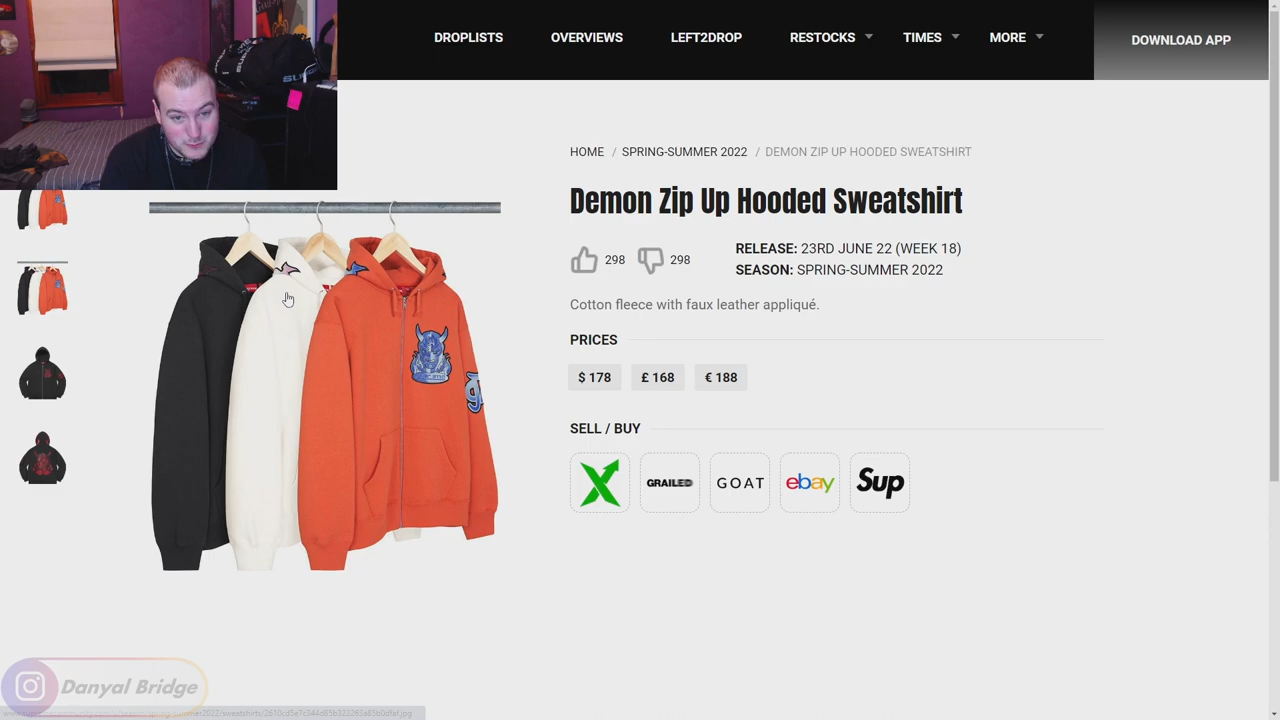 DROPLISTS OVERVIEWS LEFT2DROP RESTOCKS TIMES MORE DOWNLOAD APP
HOME / SPRING-SUMMER 2022 / DEMON ZIP UP HOODED SWEATSHIRT
Demon Zip Up Hooded Sweatshirt
298 298
RELEASE: 23RD JUNE 22 (WEEK 18)
SEASON: SPRING-SUMMER 2022
Cotton fleece with faux leather appliqué.
PRICES
$ 178 £ 168 € 188
SELL / BUY
GRAILED GOAT ebay Sup
Danyal Bridge